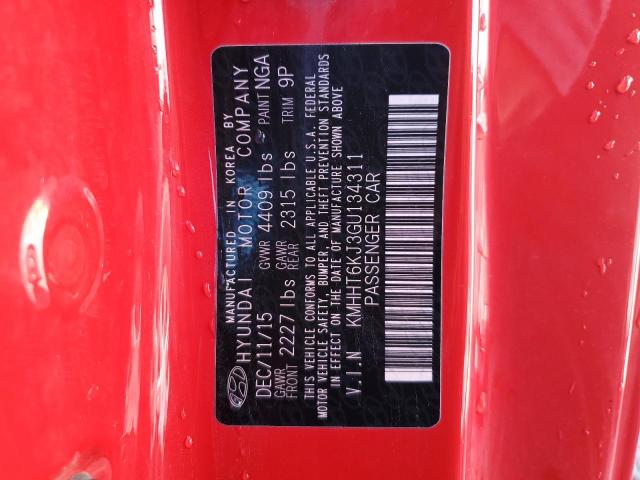 MANUFACTURED IN KOREA BY
HYUNDAI MOTOR COMPANY
DEC/11/15 GVWR 4409 lbs PAINT NGA
GAWR FRONT 2227 lbs GAWR REAR 2315 lbs TRIM 9P
THIS VEHICLE CONFORMS TO ALL APPLICABLE U.S.A. FEDERAL
MOTOR VEHICLE SAFETY, BUMPER AND THEFT PREVENTION STANDARDS
IN EFFECT ON THE DATE OF MANUFACTURE SHOWN ABOVE
V.I.N KMHHT6KJ3GU134311
PASSENGER CAR